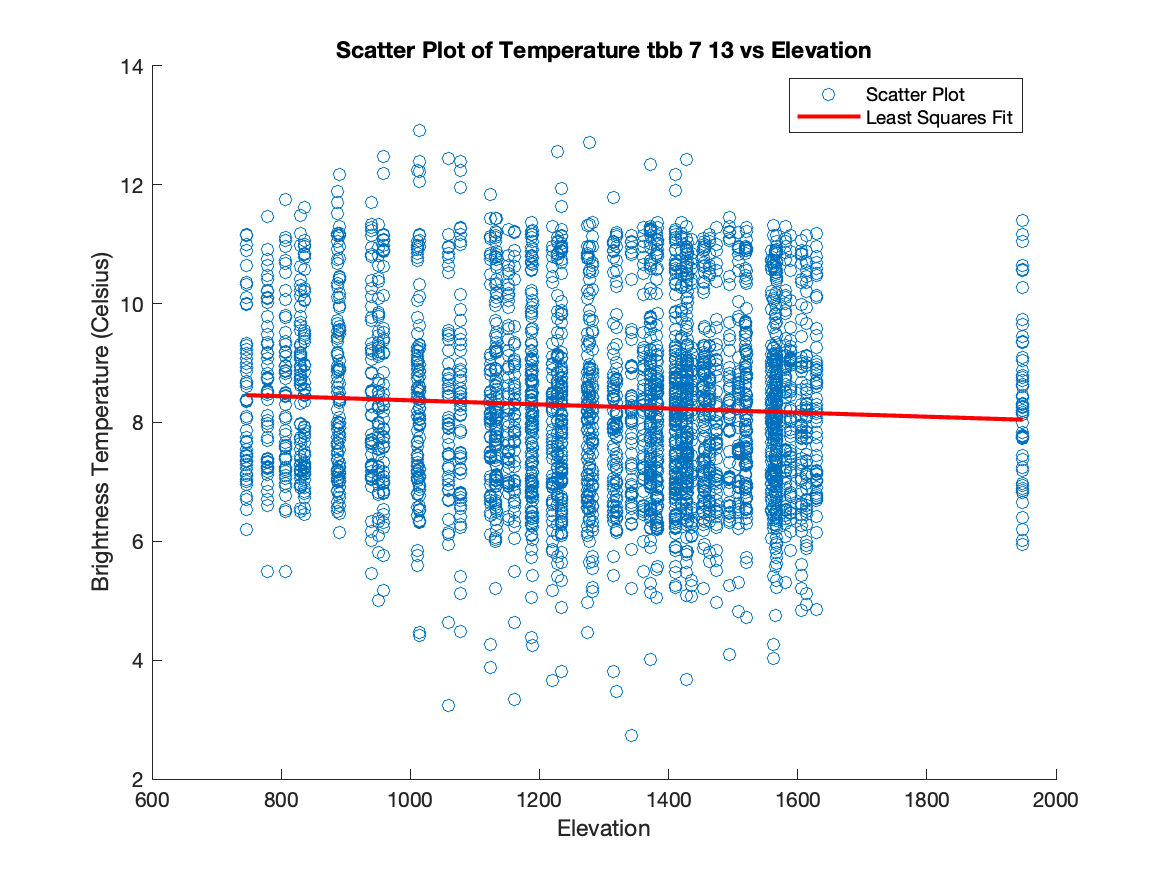 Scatter Plot of Temperature tbb 7 13 vs Elevation
Scatter Plot
Least Squares Fit
Brightness Temperature (Celsius)
14
12
10
8
6
4
2
600 800 1000 1200 1400 1600 1800 2000
Elevation